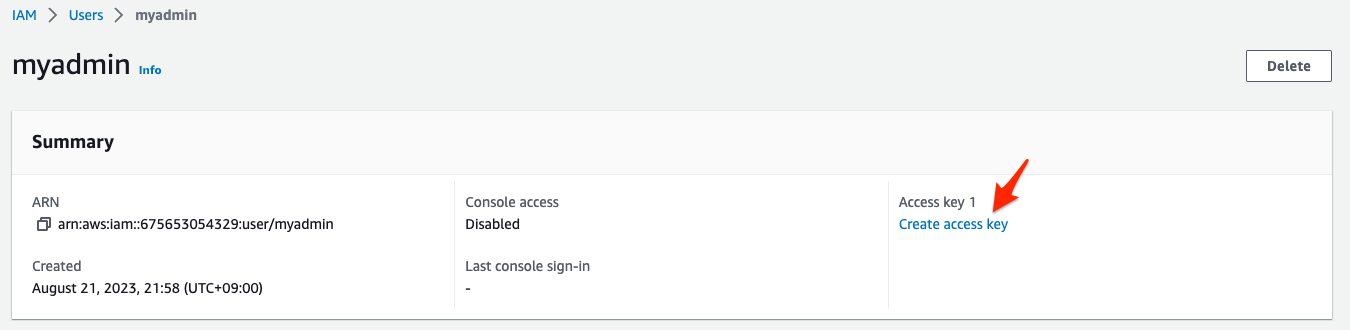 IAM > Users > myadmin
myadmin Info
Delete
Summary
ARN
arn:aws:iam::675653054329:user/myadmin
Created
August 21, 2023, 21:58 (UTC+09:00)
Console access
Disabled
Last console sign-in
-
Access key 1
Create access key